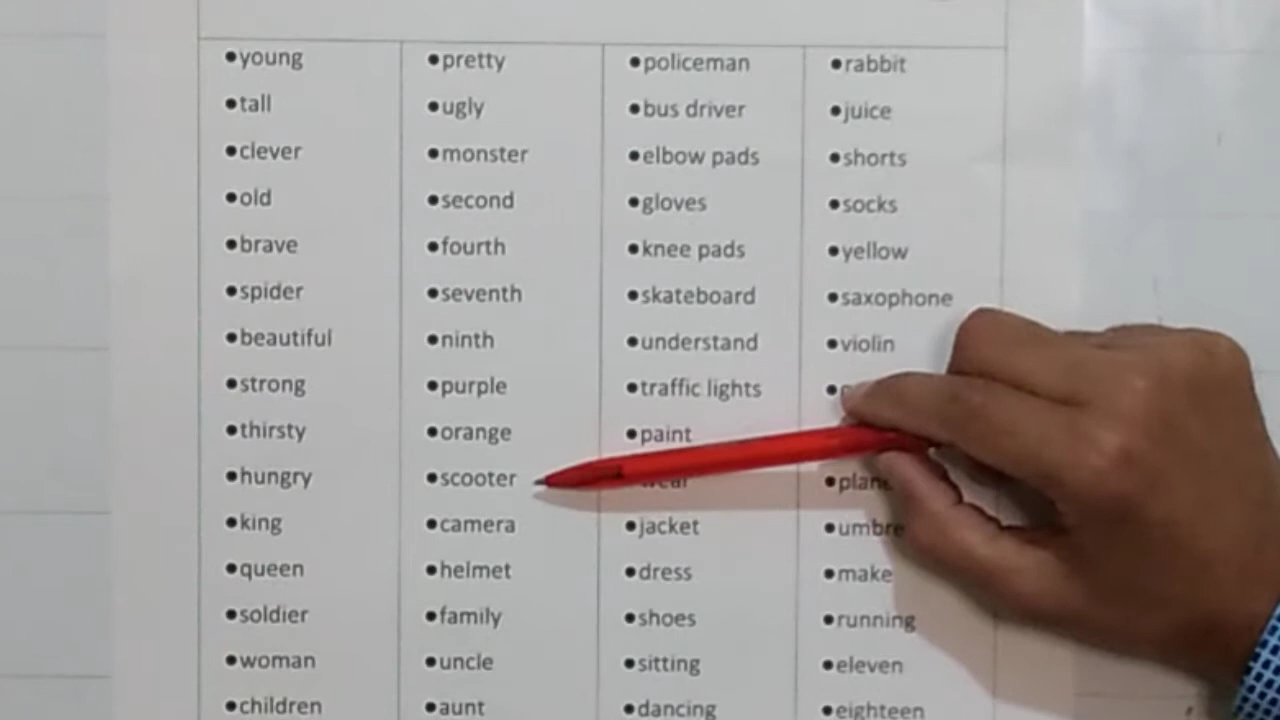 young
tall
clever
old
brave
spider
beautiful
strong
thirsty
hungry
king
queen
soldier
woman
children
pretty
ugly
monster
second
fourth
seventh
ninth
purple
orange
scooter
camera
helmet
family
uncle
aunt
policeman
bus driver
elbow pads
gloves
knee pads
skateboard
understand
traffic lights
paint
wear
jacket
dress
shoes
sitting
dancing
rabbit
juice
shorts
socks
yellow
saxophone
violin
make
running
eleven
eighteen